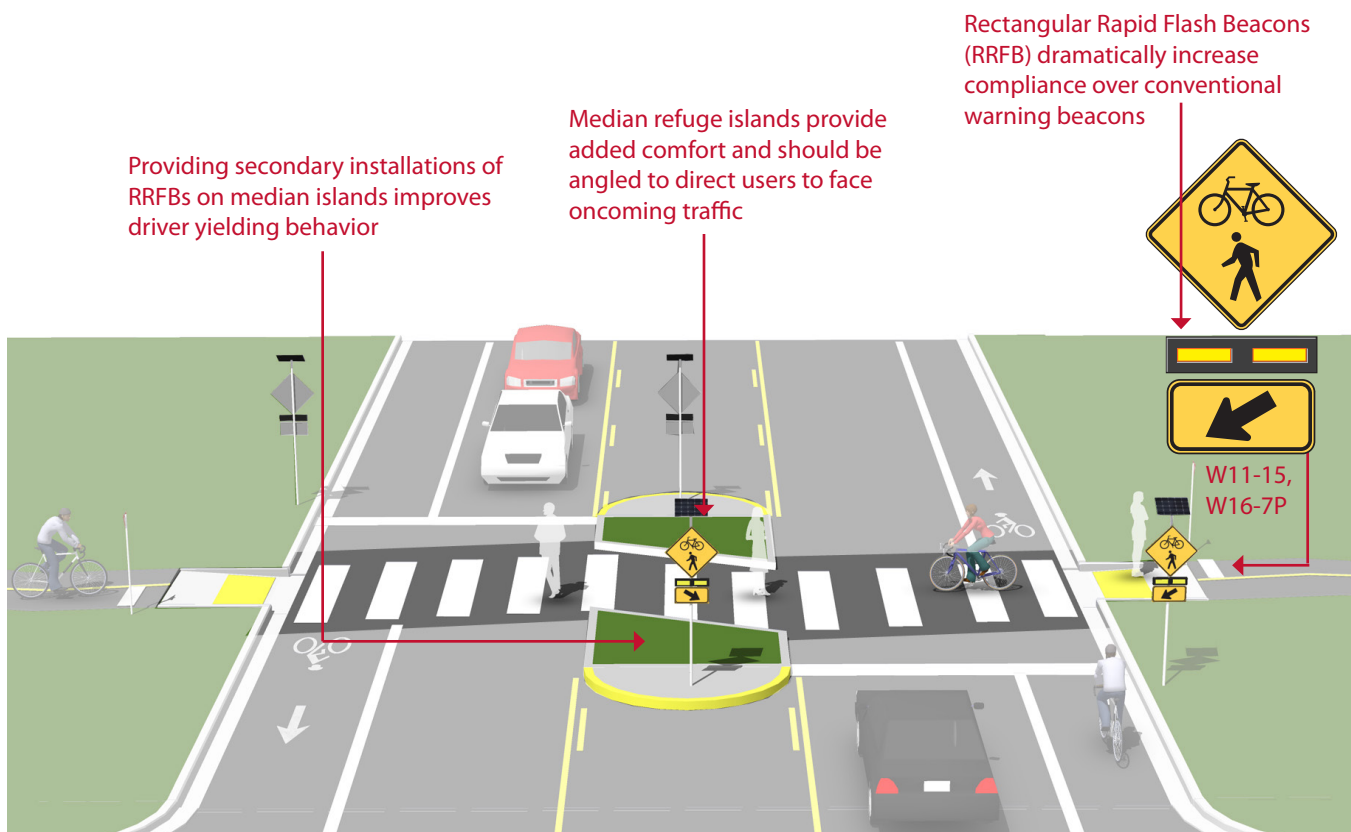 Rectangular Rapid Flash Beacons
(RRFB) dramatically increase
compliance over conventional
warning beacons
Median refuge islands provide
added comfort and should be
angled to direct users to face
oncoming traffic
Providing secondary installations of
RRFBs on median islands improves
driver yielding behavior
W11-15,
W16-7P